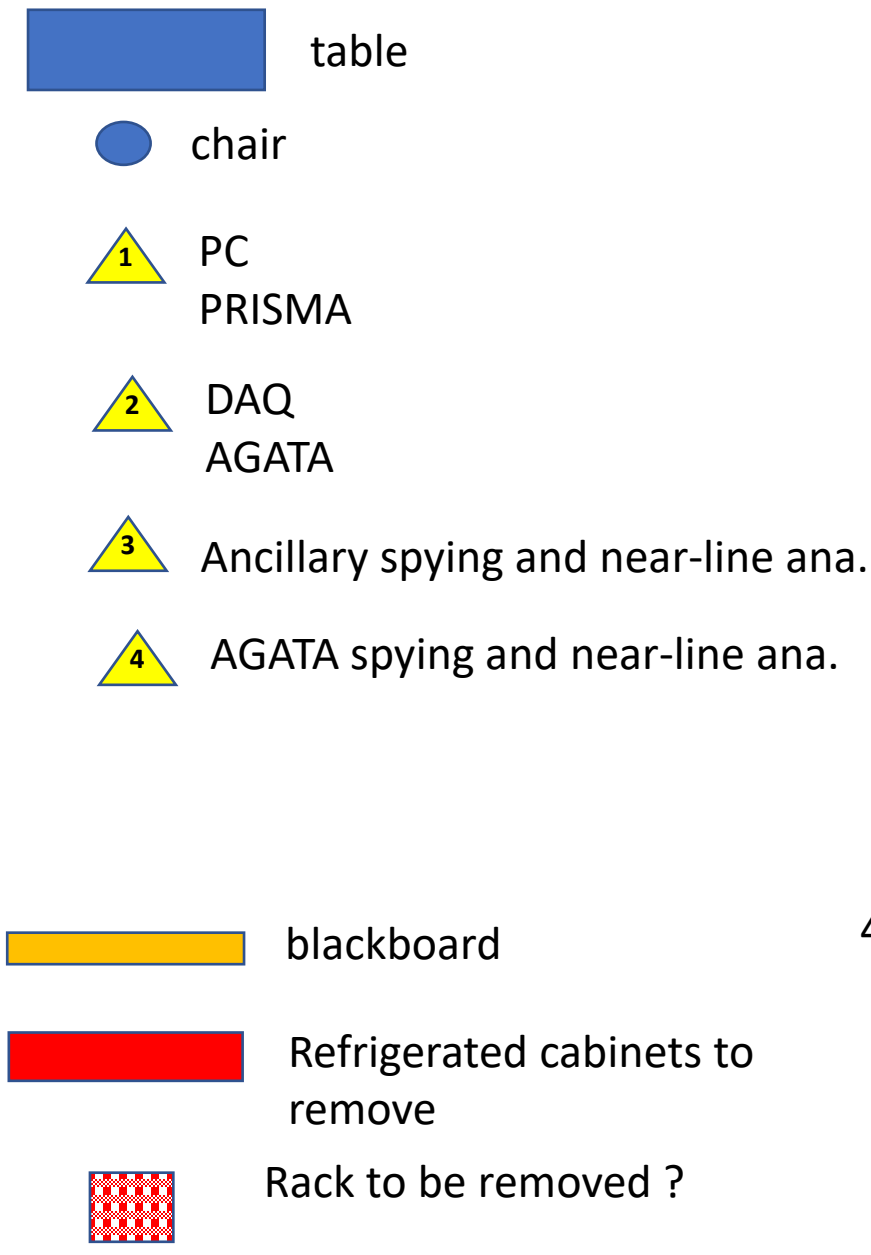 table
chair
1
PC
PRISMA
2
DAQ
AGATA
3
Ancillary spying and near-line ana.
4
AGATA spying and near-line ana.
blackboard
Refrigerated cabinets to
remove
Rack to be removed ?